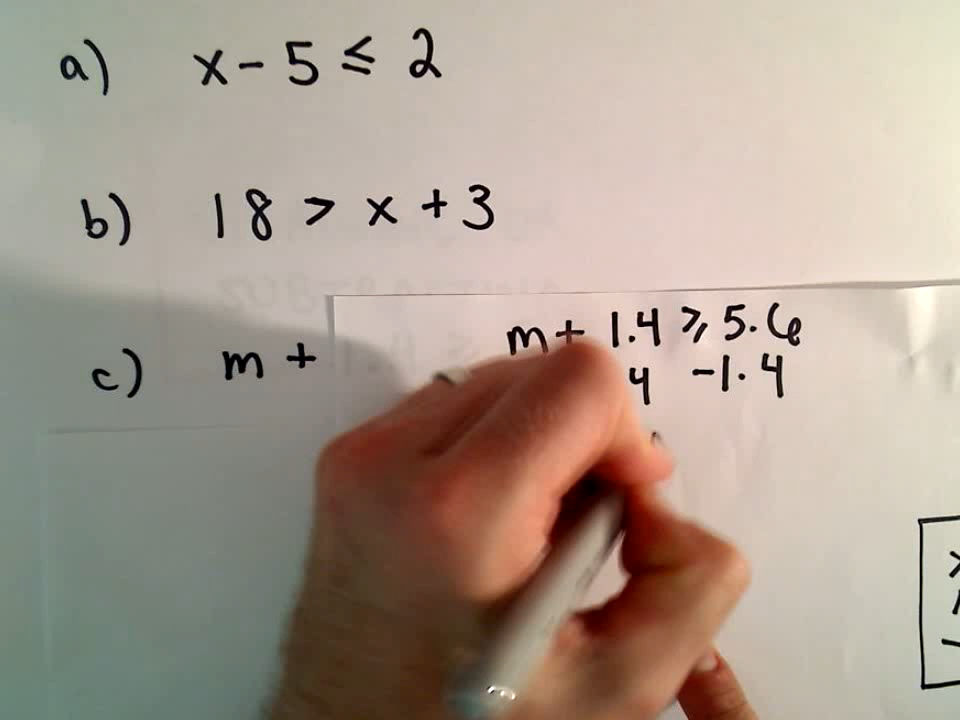 a) x - 5 ≤ 2
b) 18 > x + 3
c) m +
m + 1.4 ≥ 5.6
4 -1.4